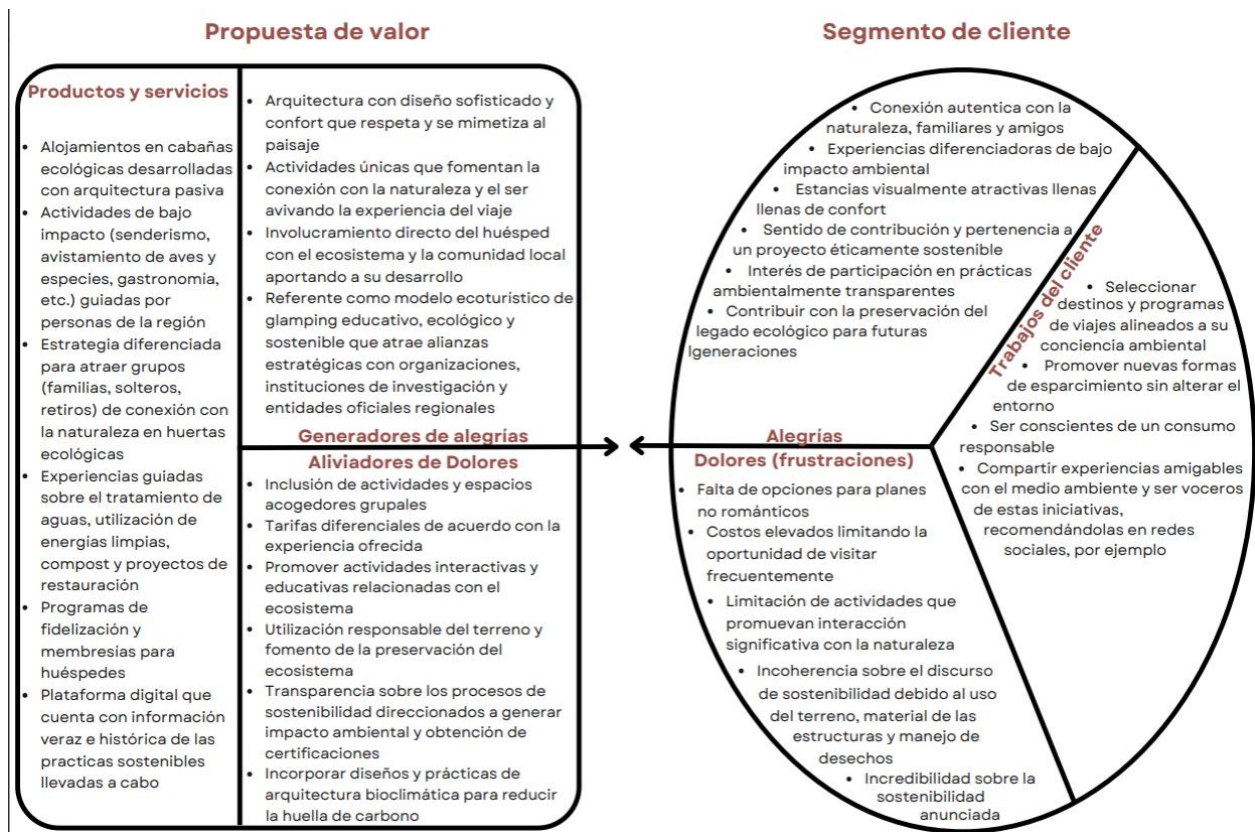 Propuesta de valor
Productos y servicios
• Alojamientos en cabañas
ecológicas desarrolladas
con arquitectura pasiva
• Actividades de bajo
impacto (senderismo,
avistamiento de aves y
especies, gastronomía,
etc.) guiadas por
personas de la región
• Estrategia diferenciada
para atraer grupos
(familias, solteros,
retiros) de conexión con
la naturaleza en huertas
ecológicas
• Experiencias guiadas
sobre el tratamiento de
aguas, utilización de
energías limpias,
compost y proyectos de
restauración
• Programas de
fidelización y
membresías para
huéspedes
• Plataforma digital que
cuenta con información
veraz e histórica de las
practicas sostenibles
llevadas a cabo
• Arquitectura con diseño sofisticado y
confort que respeta y se mimetiza al
paisaje
• Actividades únicas que fomentan la
conexión con la naturaleza y el ser
avivando la experiencia del viaje
• Involucramiento directo del huésped
con el ecosistema y la comunidad local
aportando a su desarrollo
• Referente como modelo ecoturístico de
glamping educativo, ecológico y
sostenible que atrae alianzas
estratégicas con organizaciones,
instituciones de investigación y
entidades oficiales regionales
Generadores de alegrías
Aliviadores de Dolores
• Inclusión de actividades y espacios
acogedores grupales
• Tarifas diferenciales de acuerdo con la
experiencia ofrecida
• Promover actividades interactivas y
educativas relacionadas con el
ecosistema
• Utilización responsable del terreno y
fomento de la preservación del
ecosistema
• Transparencia sobre los procesos de
sostenibilidad direccionados a generar
impacto ambiental y obtención de
certificaciones
• Incorporar diseños y prácticas de
arquitectura bioclimática para reducir
la huella de carbono
Segmento de cliente
• Conexión autentica con la
naturaleza, familiares y amigos
• Experiencias diferenciadoras de bajo
impacto ambiental
• Estancias visualmente atractivas llenas
llenas de confort
• Sentido de contribución y pertenencia a
un proyecto éticamente sostenible
• Interés de participación en prácticas
ambientalmente transparentes
• Contribuir con la preservación del
legado ecológico para futuras
lgeneraciones
Alegrías
Dolores (frustraciones)
• Falta de opciones para planes
no románticos
• Costos elevados limitando la
oportunidad de visitar
frecuentemente
• Limitación de actividades que
promuevan interacción
significativa con la naturaleza
• Incoherencia sobre el discurso
de sostenibilidad debido al uso
del terreno, material de las
estructuras y manejo de
desechos
• Incredibilidad sobre la
sostenibilidad
anunciada
Trabajos del cliente
• Seleccionar
destinos y programas
de viajes alineados a su
conciencia ambiental
• Promover nuevas formas
de esparcimiento sin alterar el
entorno
• Ser conscientes de un consumo
responsable
• Compartir experiencias amigables
con el medio ambiente y ser voceros
de estas iniciativas,
recomendándolas en redes
sociales, por ejemplo